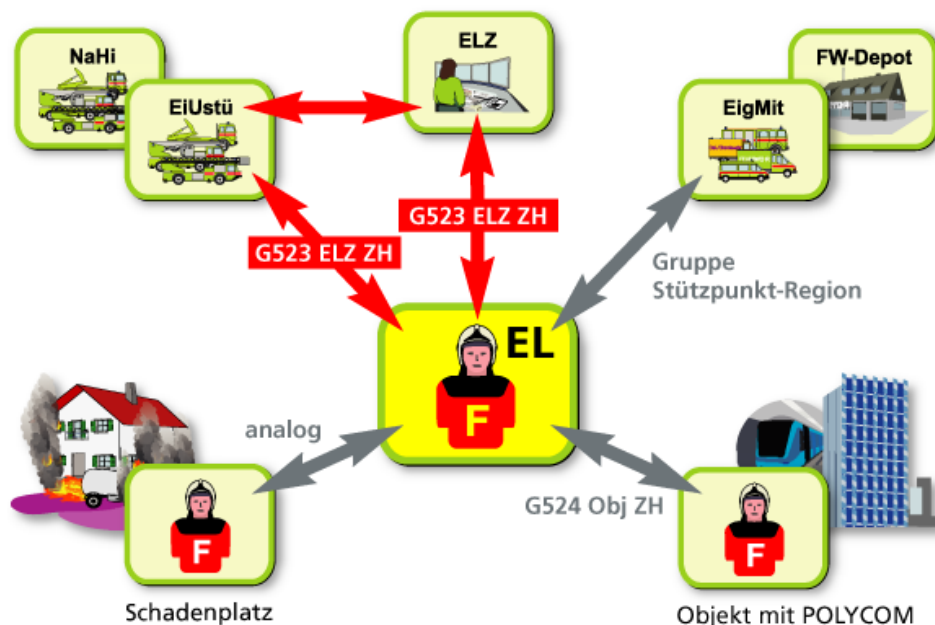 NaHi
EiUstü
ELZ
FW-Depot
EigMit
G523 ELZ ZH
G523 ELZ ZH
Gruppe
Stützpunkt-Region
EL
F
analog
G524 Obj ZH
F
F
Schadenplatz
Objekt mit POLYCOM